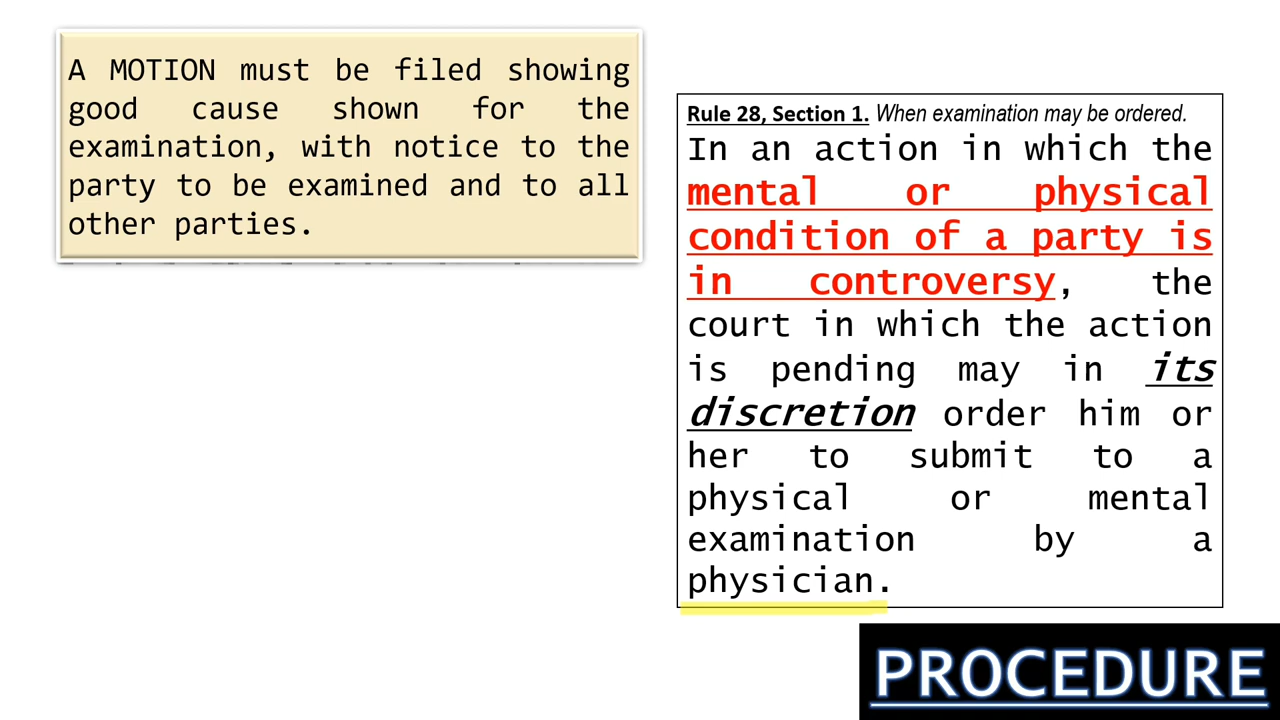 A MOTION must be filed showing
good cause shown for the
examination, with notice to the
party to be examined and to all
other parties.
Rule 28, Section 1. When examination may be ordered.
In an action in which the
mental or physical
condition of a party is
in controversy, the
court in which the action
is pending may in its
discretion order him or
her to submit to a
physical or mental
examination by a
physician.
PROCEDURE